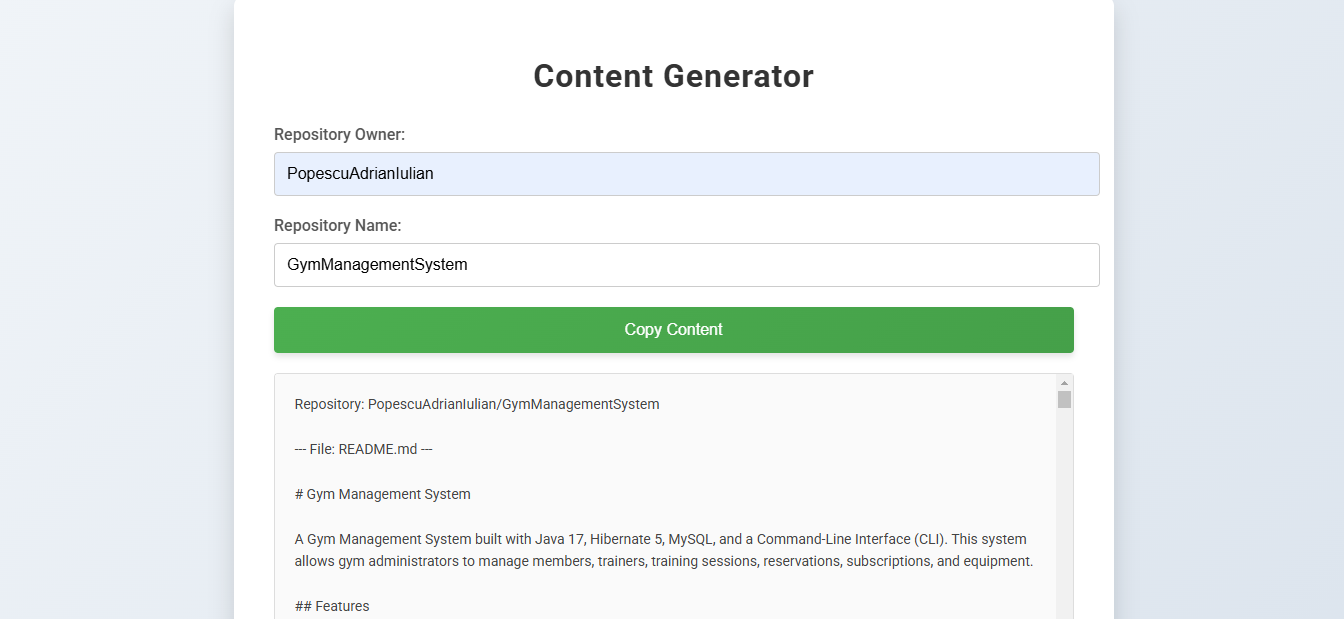 Content Generator
Repository Owner:
PopescuAdrianIulian
Repository Name:
GymManagementSystem
Copy Content
Repository: PopescuAdrianIulian/GymManagementSystem
--- File: README.md ---
# Gym Management System
A Gym Management System built with Java 17, Hibernate 5, MySQL, and a Command-Line Interface (CLI). This system
allows gym administrators to manage members, trainers, training sessions, reservations, subscriptions, and equipment.
## Features